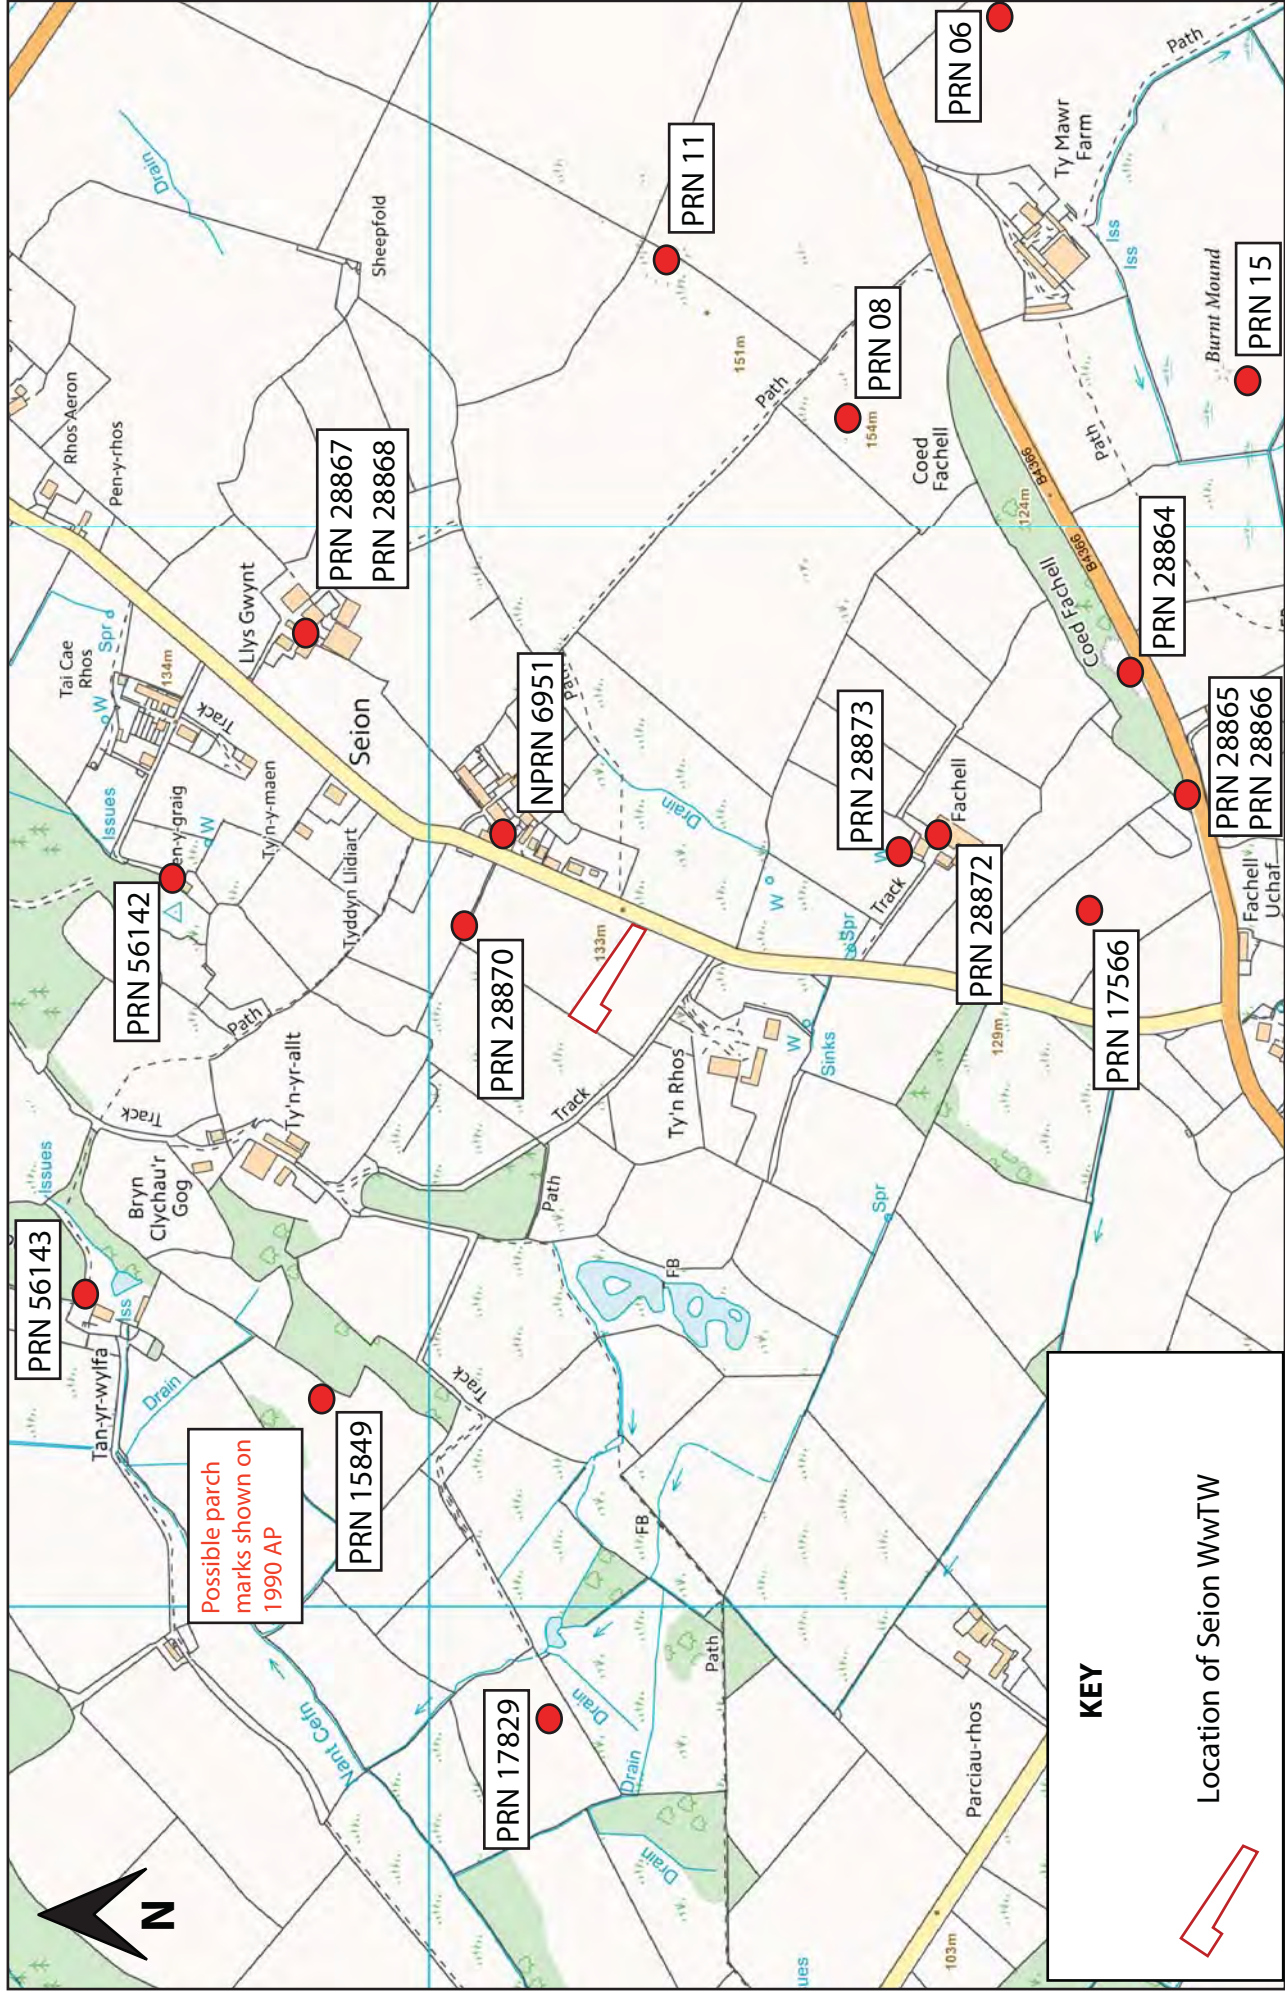 N
PRN 56143
Issues
Tan-yr-wylfa
Iss
Drain
Bryn
Clychau'r
Gog
Track
PRN 56142
Issues
Spr
W
Tai Cae
Rhos
134m
Rhos Aeron
Pen-y-rhos
Drain
Possible parch
marks shown on
1990 AP
en-y-graig
W
Track
Llys Gwynt
Path
Ty'n-y-maen
Ty'n-yr-allt
Nant Cefn
PRN 15849
Tyddyn Llidiart
Seion
PRN 28867
PRN 28868
Sheepfold
Track
PRN 17829
PRN 28870
NPRN 6951
Path
Path
Track
Drain
Drain
Drain
FB
FB
133m
Drain
PRN 11
Ty'n Rhos
Path
151m
Path
W
W
Sinks
Spr
Spr
ues
PRN 28873
W
Track
PRN 08
154m
103m
Parciau-rhos
PRN 28872
Fachell
Coed
Fachell
PRN 06
129m
124m
B4366
B4366
Coed Fachell
Ty Mawr
Farm
Path
Iss
Iss
Path
PRN 17566
PRN 28864
KEY
Location of Seion WwTW
PRN 28865
PRN 28866
Fachell
Uchaf
Burnt Mound
PRN 15